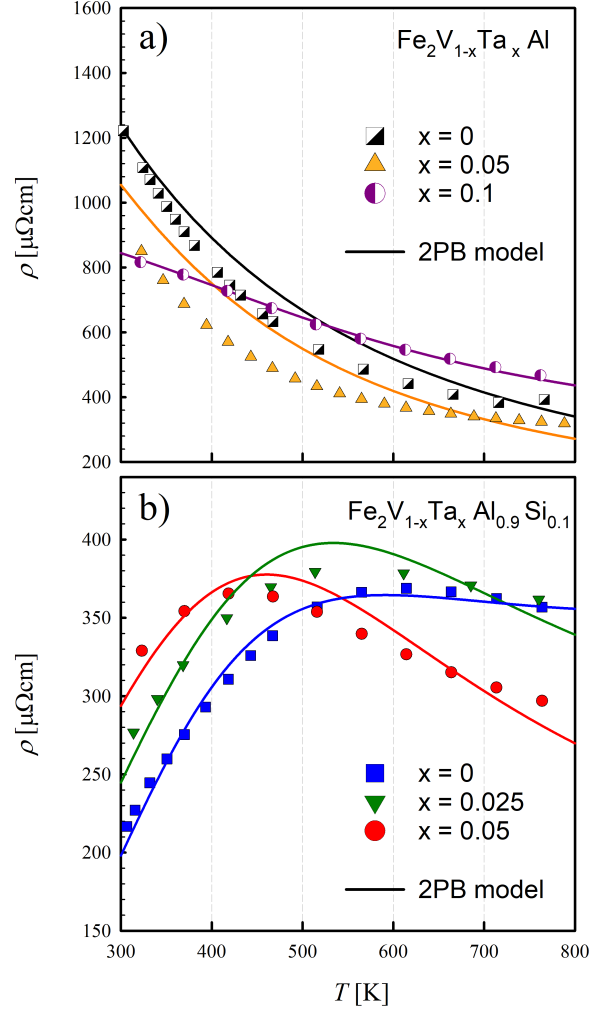 1600
a)
Fe₂V₁₋ₓTaₓ Al
1400
1200
1000
800
600
400
200
ρ [μΩcm]
x = 0
x = 0.05
x = 0.1
2PB model
b)
Fe₂V₁₋ₓTaₓ Al₀.₉ Si₀.₁
400
350
300
250
200
150
ρ [μΩcm]
x = 0
x = 0.025
x = 0.05
2PB model
300 400 500 600 700 800
T [K]